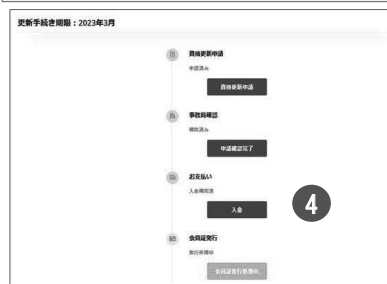 更新手続き期限：2023年3月
資格更新申請
申請済み
資格更新申請
事務局確認
確認済み
申請確認完了
お支払い
入金確認済
入金
4
会員証発行
発行処理中
会員証発行処理中